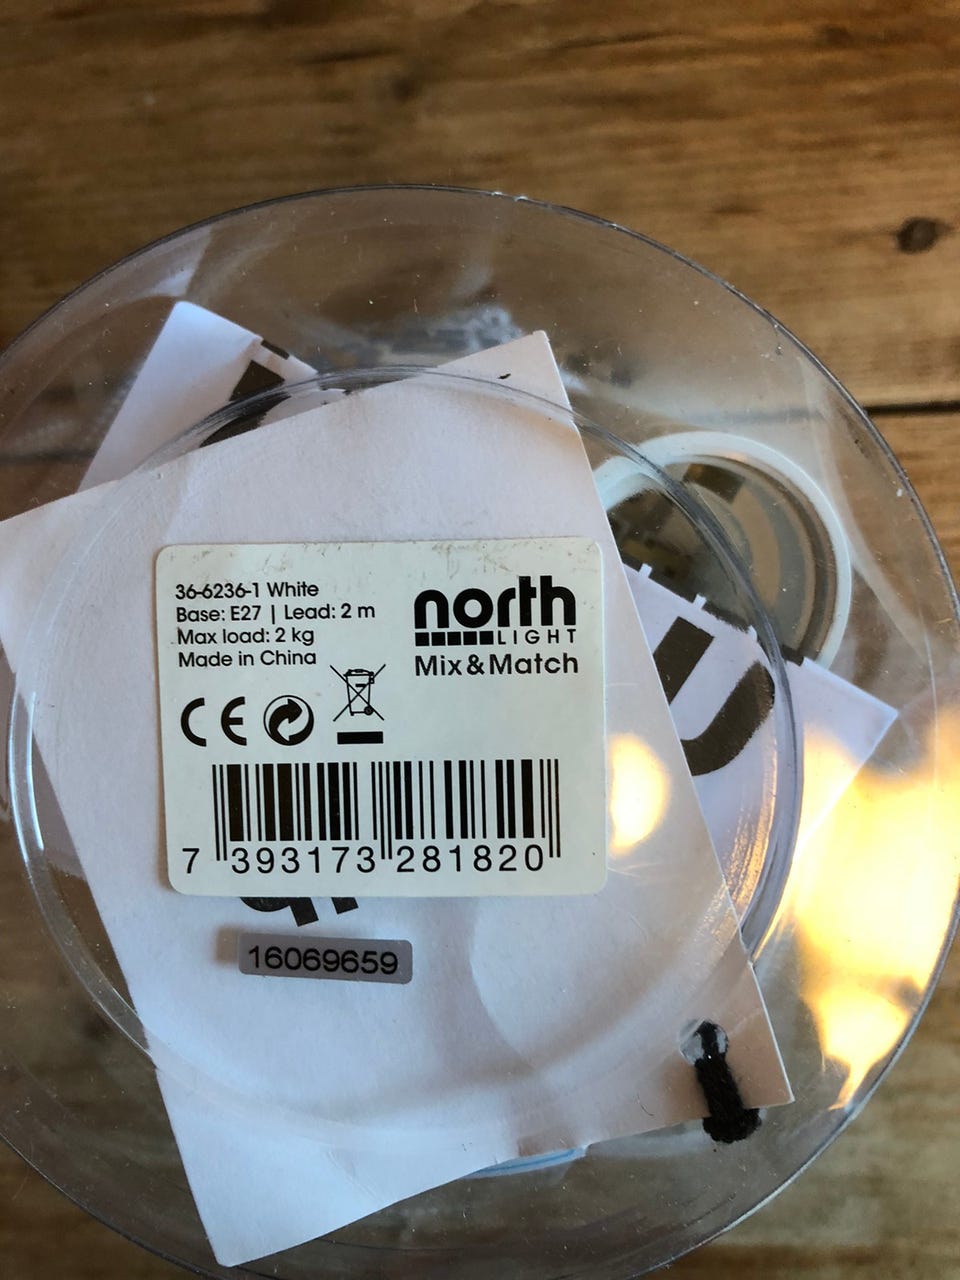 36-6236-1 White
Base: E27 | Lead: 2 m
Max load: 2 kg
Made in China
north
LIGHT
Mix&Match
CE
7 393173 281820
16069659